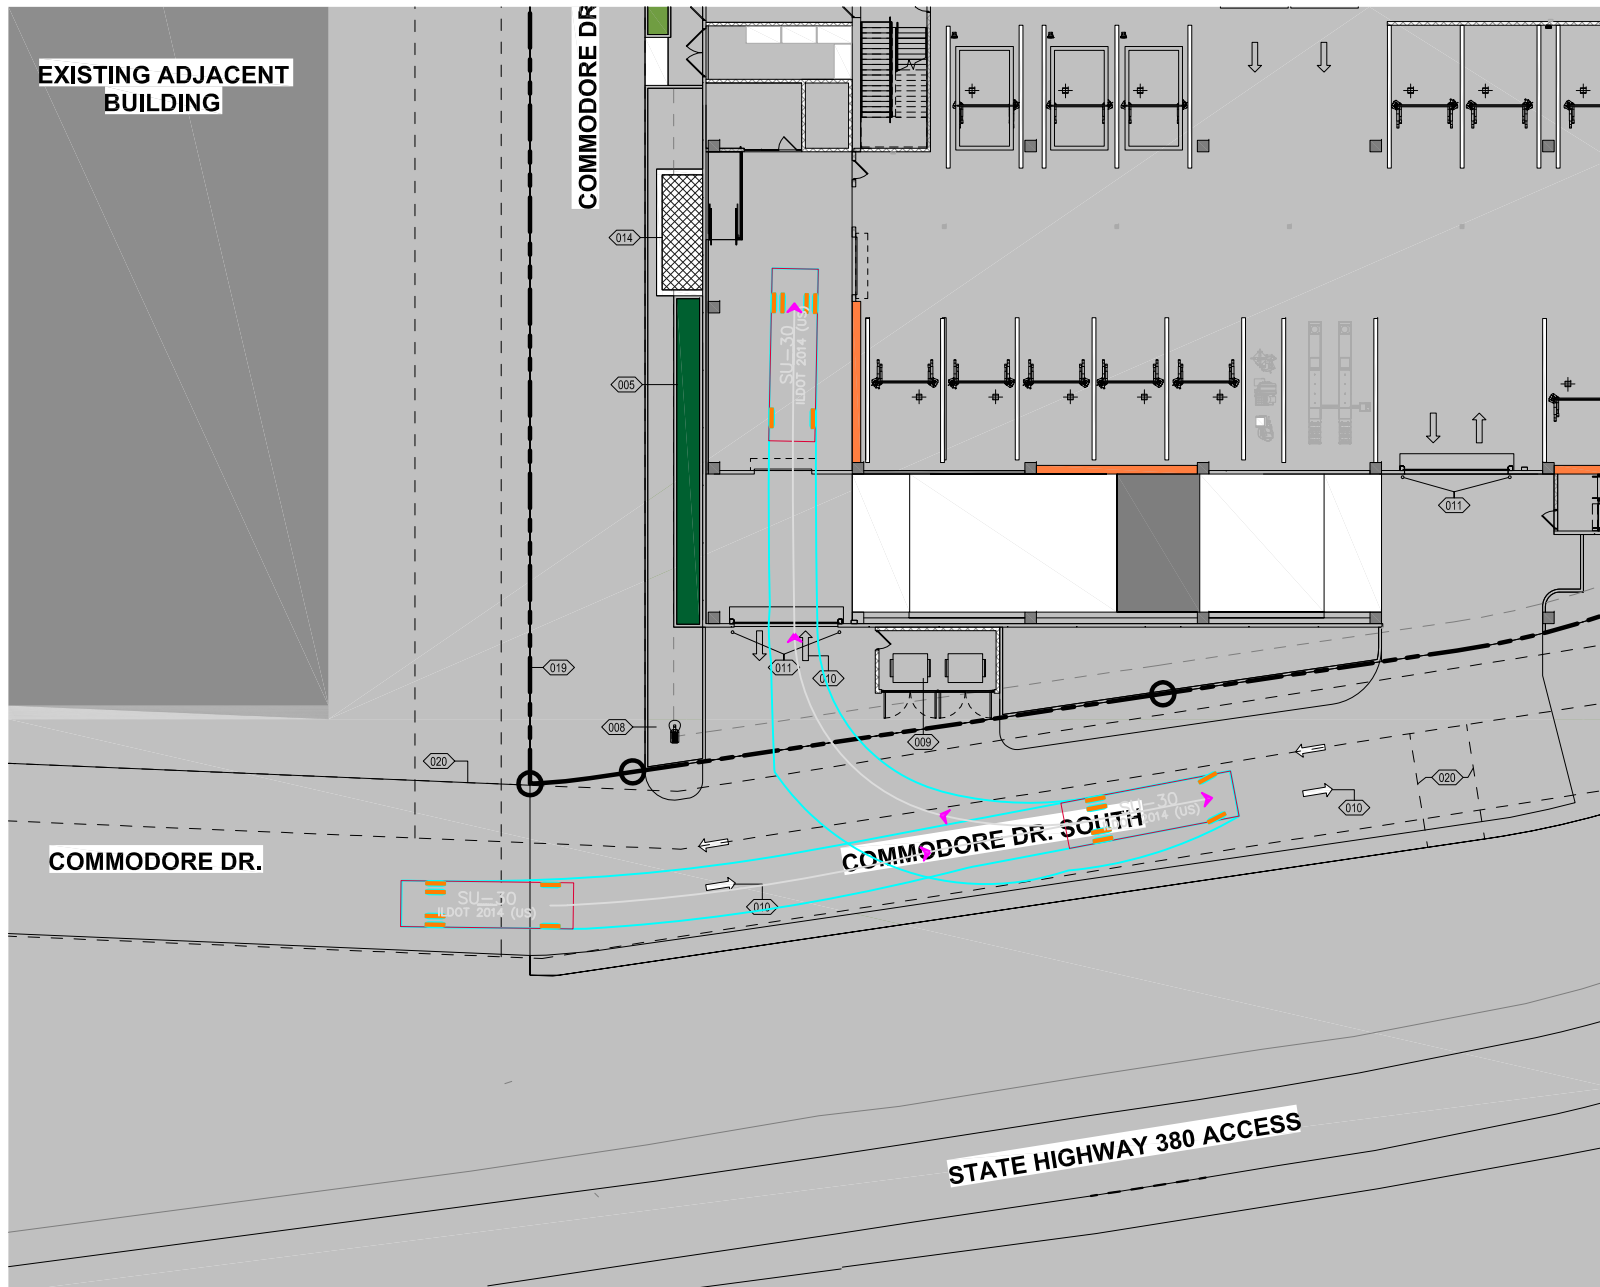 EXISTING ADJACENT
BUILDING
COMMODORE DR.
014
005
SU-30
ILDOT 2014 (US)
011
019
011
010
008
009
020
020
010
COMMODORE DR. SOUTH
SU-30
2014 (US)
COMMODORE DR.
SU-30
ILDOT 2014 (US)
010
STATE HIGHWAY 380 ACCESS